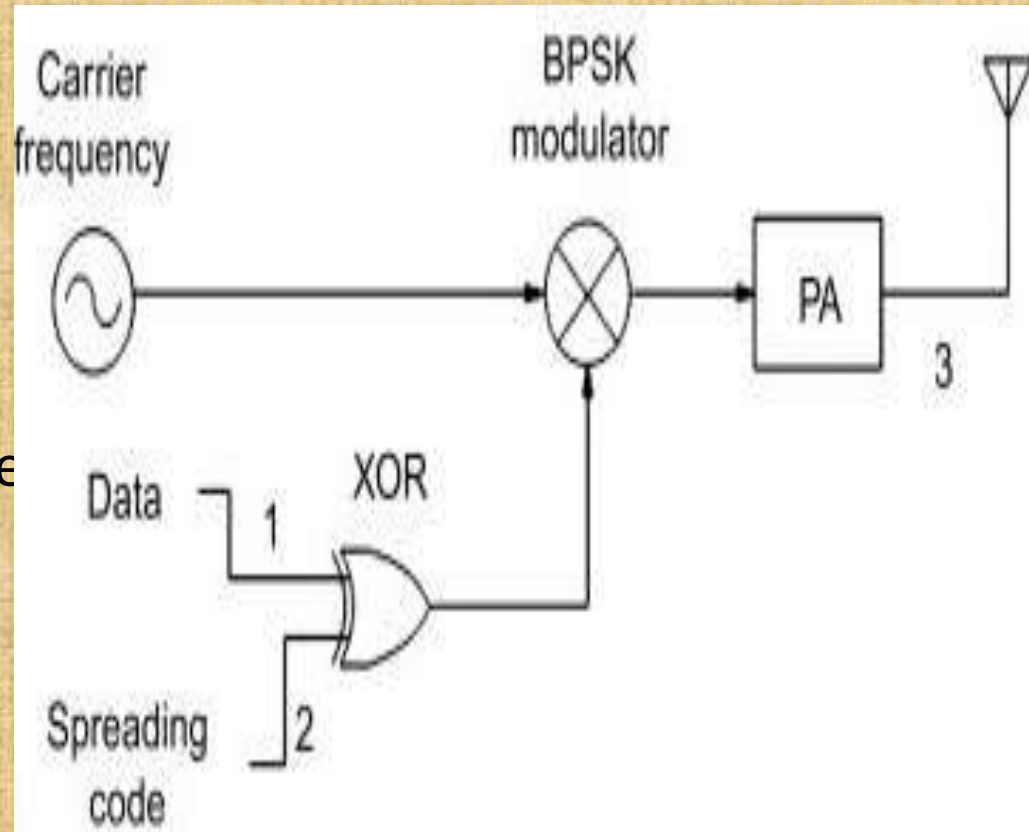 Carrier
frequency
BPSK
modulator
PA
3
e
Data
1
XOR
Spreading
code
2